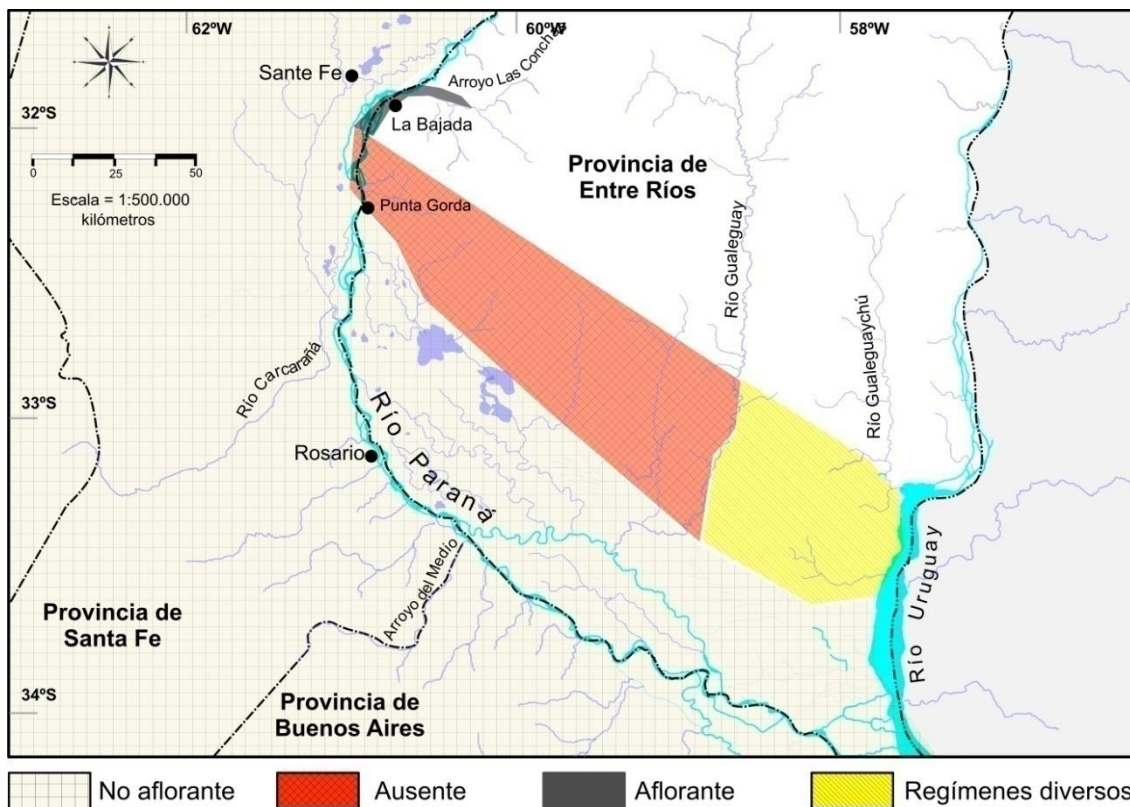 62ºW
60ºW
58ºW
Sante Fe
Arroyo Las Conchas
32ºS
La Bajada
0 25 50
Escala = 1:500.000
kilómetros
Provincia de
Entre Ríos
Punta Gorda
Río Gualeguay
Río Gualeguaychú
Río Carcarañá
33ºS
Río Paraná
Rosario
Arroyo del Medio
Río Uruguay
Provincia de
Santa Fe
34ºS
Provincia de
Buenos Aires
No aflorante
Ausente
Aflorante
Regímenes diversos